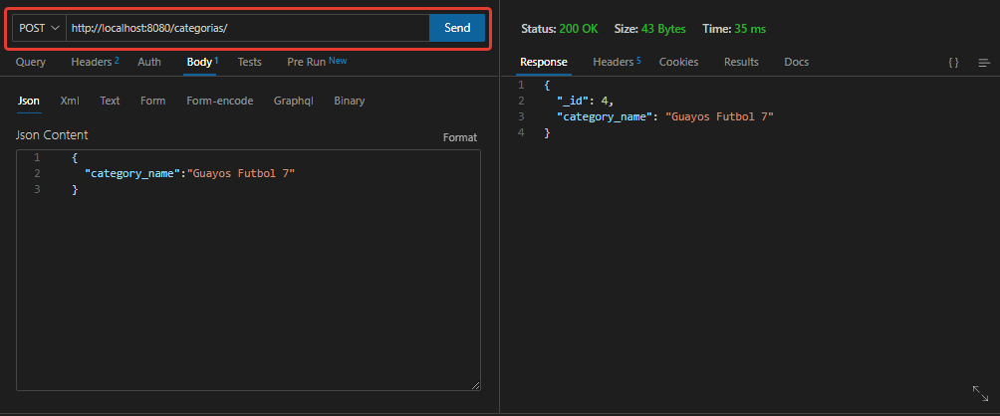 POST http://localhost:8080/categorias/ Send
Query Headers 2 Auth Body 1 Tests Pre Run New
Json Xml Text Form Form-encode Graphql Binary
Json Content
Format
1 {
2 "category_name":"Guayos Futbol 7"
3 }
Status: 200 OK Size: 43 Bytes Time: 35 ms
Response Headers 5 Cookies Results Docs { }
1 {
2 "_id": 4,
3 "category_name": "Guayos Futbol 7"
4 }